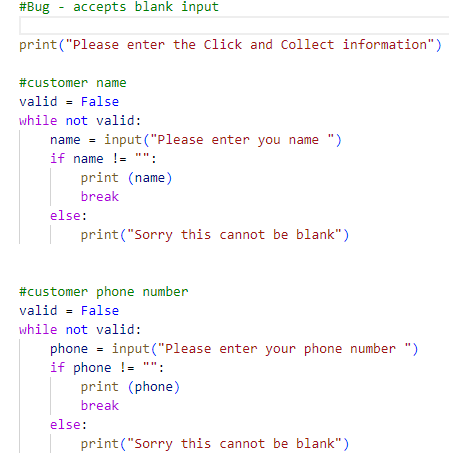 #Bug - accepts blank input
print("Please enter the Click and Collect information")
#customer name
valid = False
while not valid:
name = input("Please enter you name ")
if name != "":
print (name)
break
else:
print("Sorry this cannot be blank")
#customer phone number
valid = False
while not valid:
phone = input("Please enter your phone number ")
if phone != "":
print (phone)
break
else:
print("Sorry this cannot be blank")